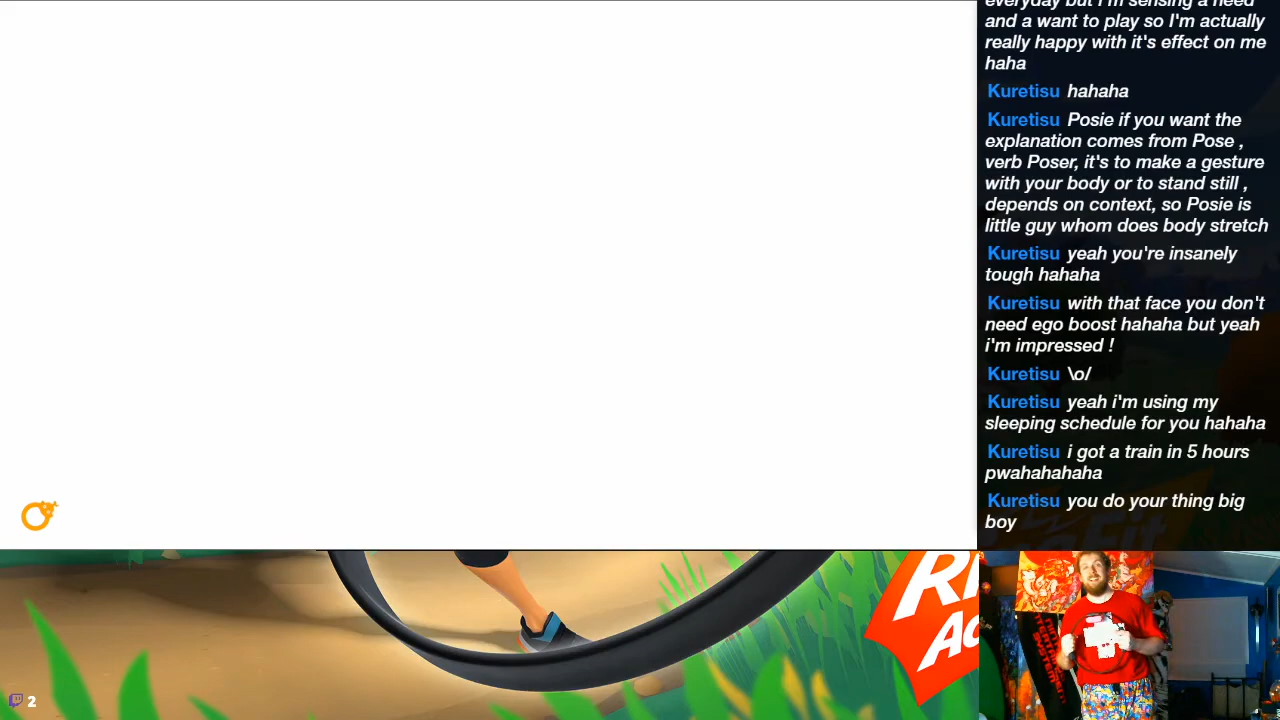 everyday but I'm sensing a need
and a want to play so I'm actually
really happy with it's effect on me
haha
Kuretisu hahaha
Kuretisu Posie if you want the
explanation comes from Pose ,
verb Poser, it's to make a gesture
with your body or to stand still ,
depends on context, so Posie is
little guy whom does body stretch
Kuretisu yeah you're insanely
tough hahaha
Kuretisu with that face you don't
need ego boost hahaha but yeah
i'm impressed !
Kuretisu \o/
Kuretisu yeah i'm using my
sleeping schedule for you hahaha
Kuretisu i got a train in 5 hours
pwahahahaha
Kuretisu you do your thing big
boy
2